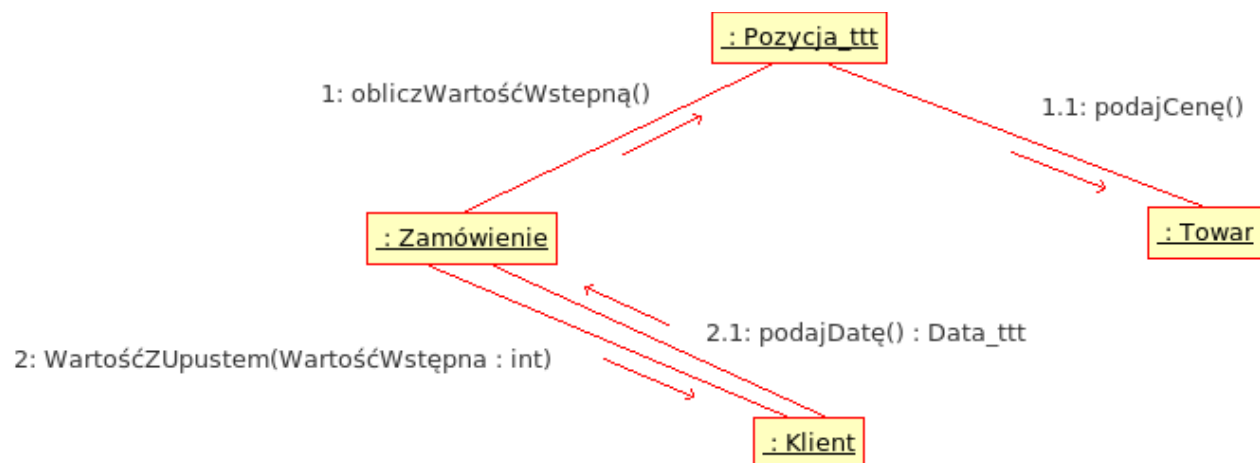 : Pozycja_ttt
1: obliczWartośćWstepną()
1.1: podajCenę()
: Zamówienie
: Towar
2.1: podajDatę() : Data_ttt
2: WartośćZUpustem(WartośćWstępna : int)
: Klient